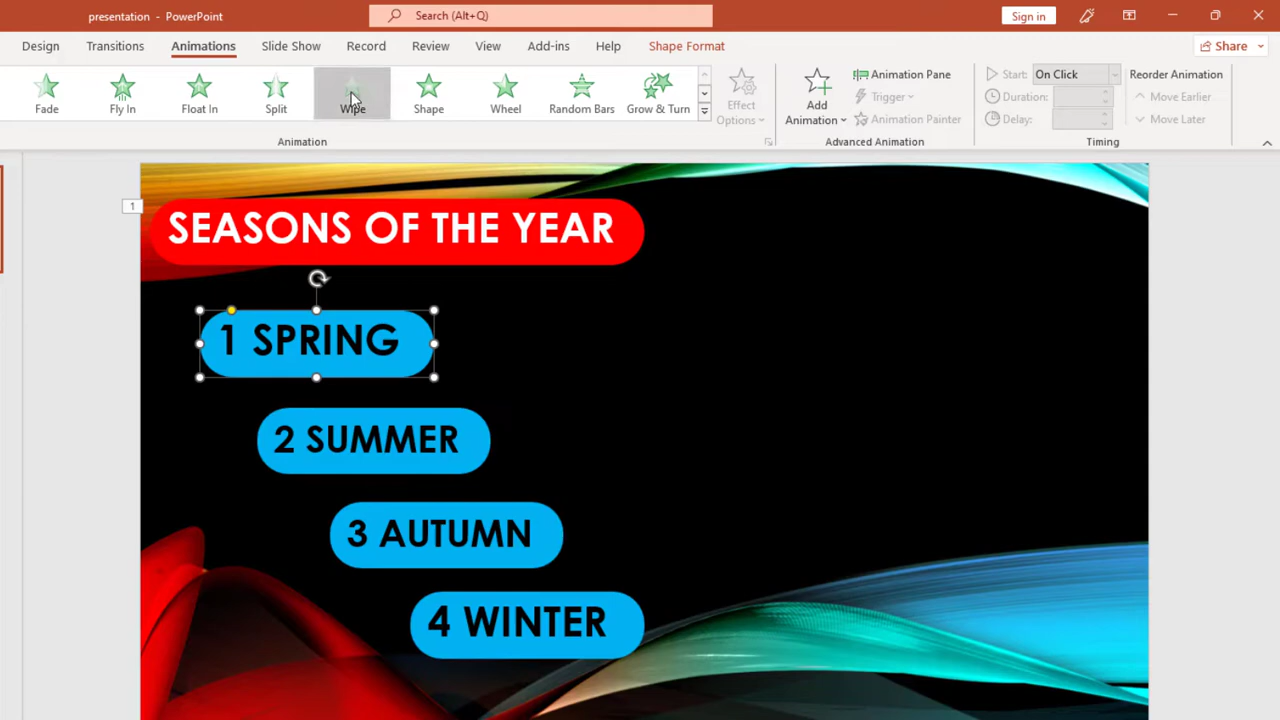 presentation - PowerPoint
Search (Alt+Q)
Sign in
Design Transitions Animations Slide Show Record Review View Add-ins Help Shape Format
Share
Fade Fly In Float In Split Wipe Shape Wheel Random Bars Grow & Turn
Effect Options
Add Animation
Animation Pane
Trigger
Animation Painter
Start: On Click
Duration:
Delay:
Reorder Animation
Move Earlier
Move Later
Animation
Advanced Animation
Timing
1
SEASONS OF THE YEAR
1 SPRING
2 SUMMER
3 AUTUMN
4 WINTER